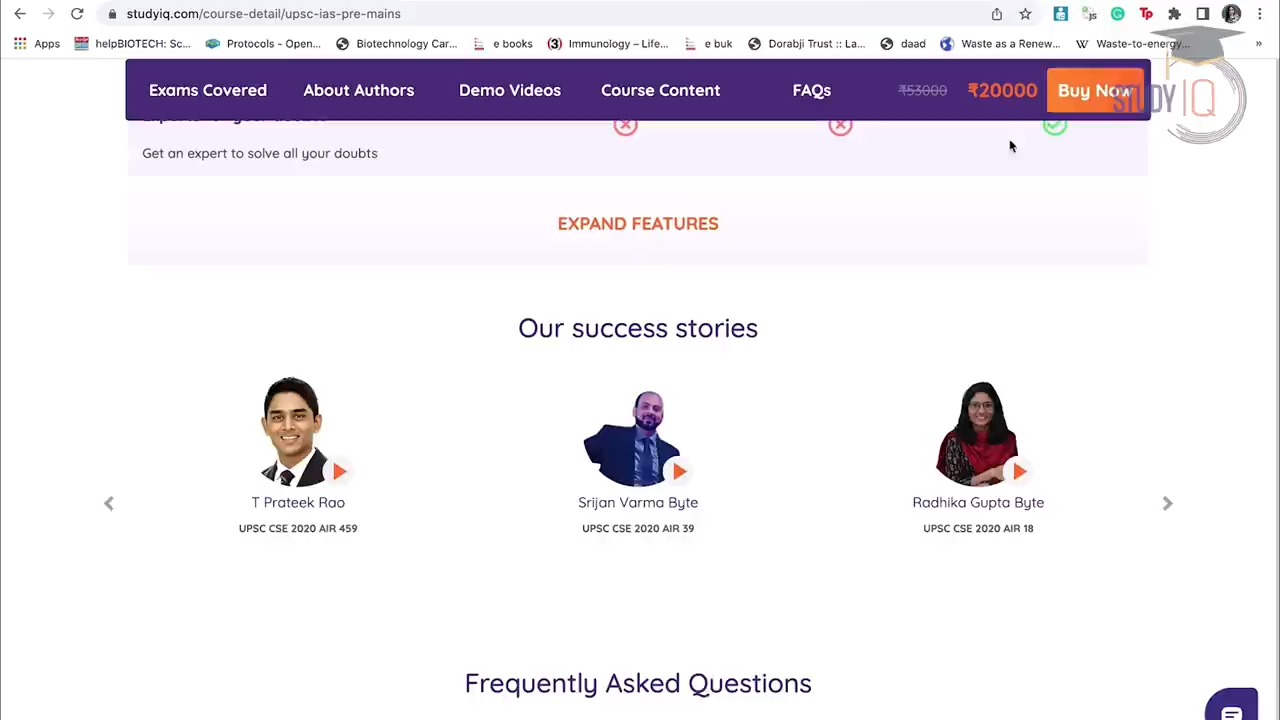 studyiq.com/course-detail/upsc-ias-pre-mains
Apps
helpBIOTECH: Sc...
Protocols - Open...
Biotechnology Car...
e books
Immunology – Life...
e buk
Dorabji Trust :: La...
daad
Waste as a Renew...
Waste-to-energy...
»
Exams Covered
About Authors
Demo Videos
Course Content
FAQs
₹53000
₹20000
Buy Now
STUDY IQ
Get an expert to solve all your doubts
EXPAND FEATURES
Our success stories
T Prateek Rao
Srijan Varma Byte
Radhika Gupta Byte
UPSC CSE 2020 AIR 459
UPSC CSE 2020 AIR 39
UPSC CSE 2020 AIR 18
Frequently Asked Questions